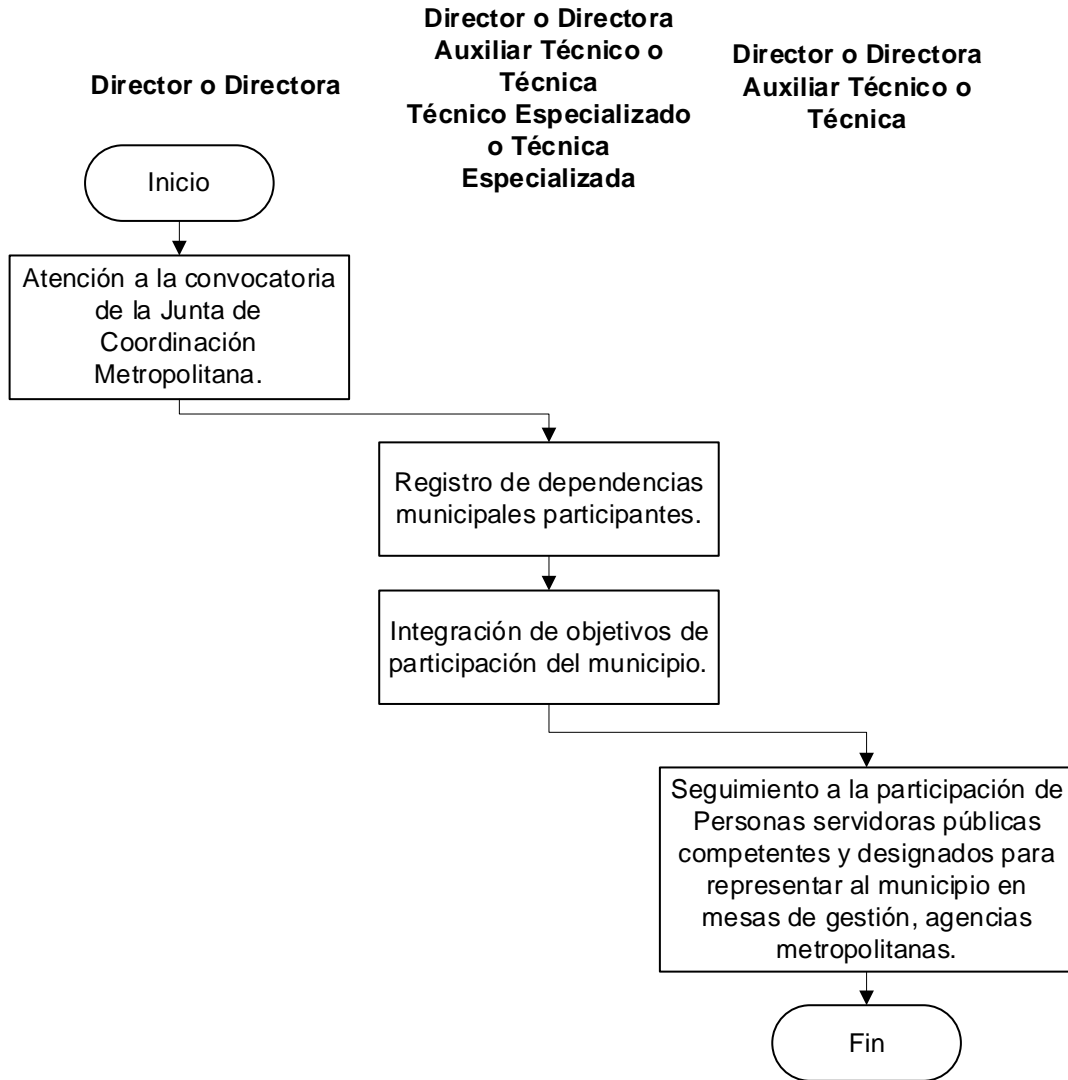 Director o Directora
Director o Directora
Auxiliar Técnico o
Técnica
Técnico Especializado
o Técnica
Especializada
Director o Directora
Auxiliar Técnico o
Técnica
Inicio
Atención a la convocatoria
de la Junta de
Coordinación
Metropolitana.
Registro de dependencias
municipales participantes.
Integración de objetivos de
participación del municipio.
Seguimiento a la participación de
Personas servidoras públicas
competentes y designados para
representar al municipio en
mesas de gestión, agencias
metropolitanas.
Fin